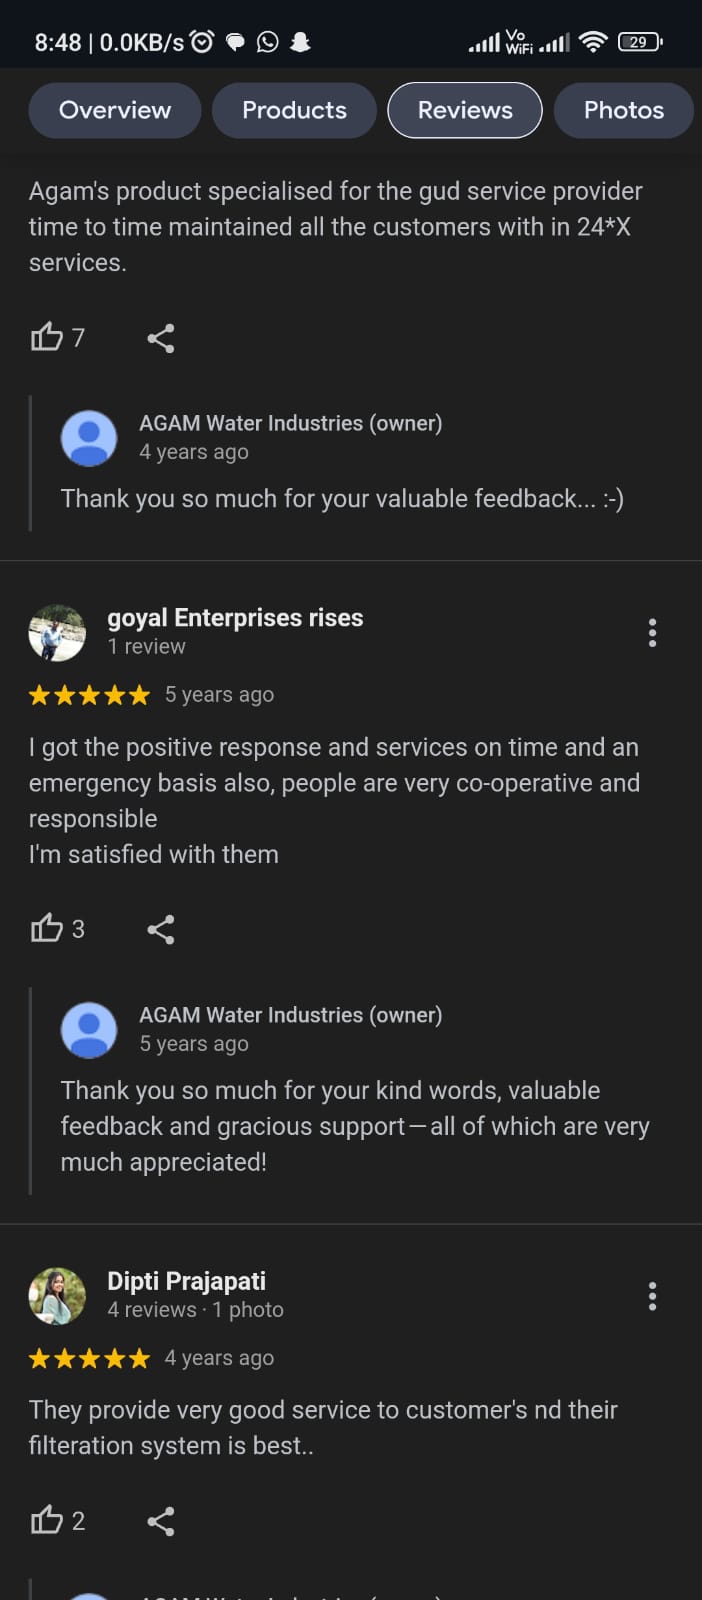 8:48 | 0.0KB/s Vo WiFi 29
Overview Products Reviews Photos
Agam's product specialised for the gud service provider
time to time maintained all the customers with in 24*X
services.
7
AGAM Water Industries (owner)
4 years ago
Thank you so much for your valuable feedback... :-)
goyal Enterprises rises
1 review
5 years ago
I got the positive response and services on time and an
emergency basis also, people are very co-operative and
responsible
I'm satisfied with them
3
AGAM Water Industries (owner)
5 years ago
Thank you so much for your kind words, valuable
feedback and gracious support—all of which are very
much appreciated!
Dipti Prajapati
4 reviews · 1 photo
4 years ago
They provide very good service to customer's nd their
filteration system is best..
2